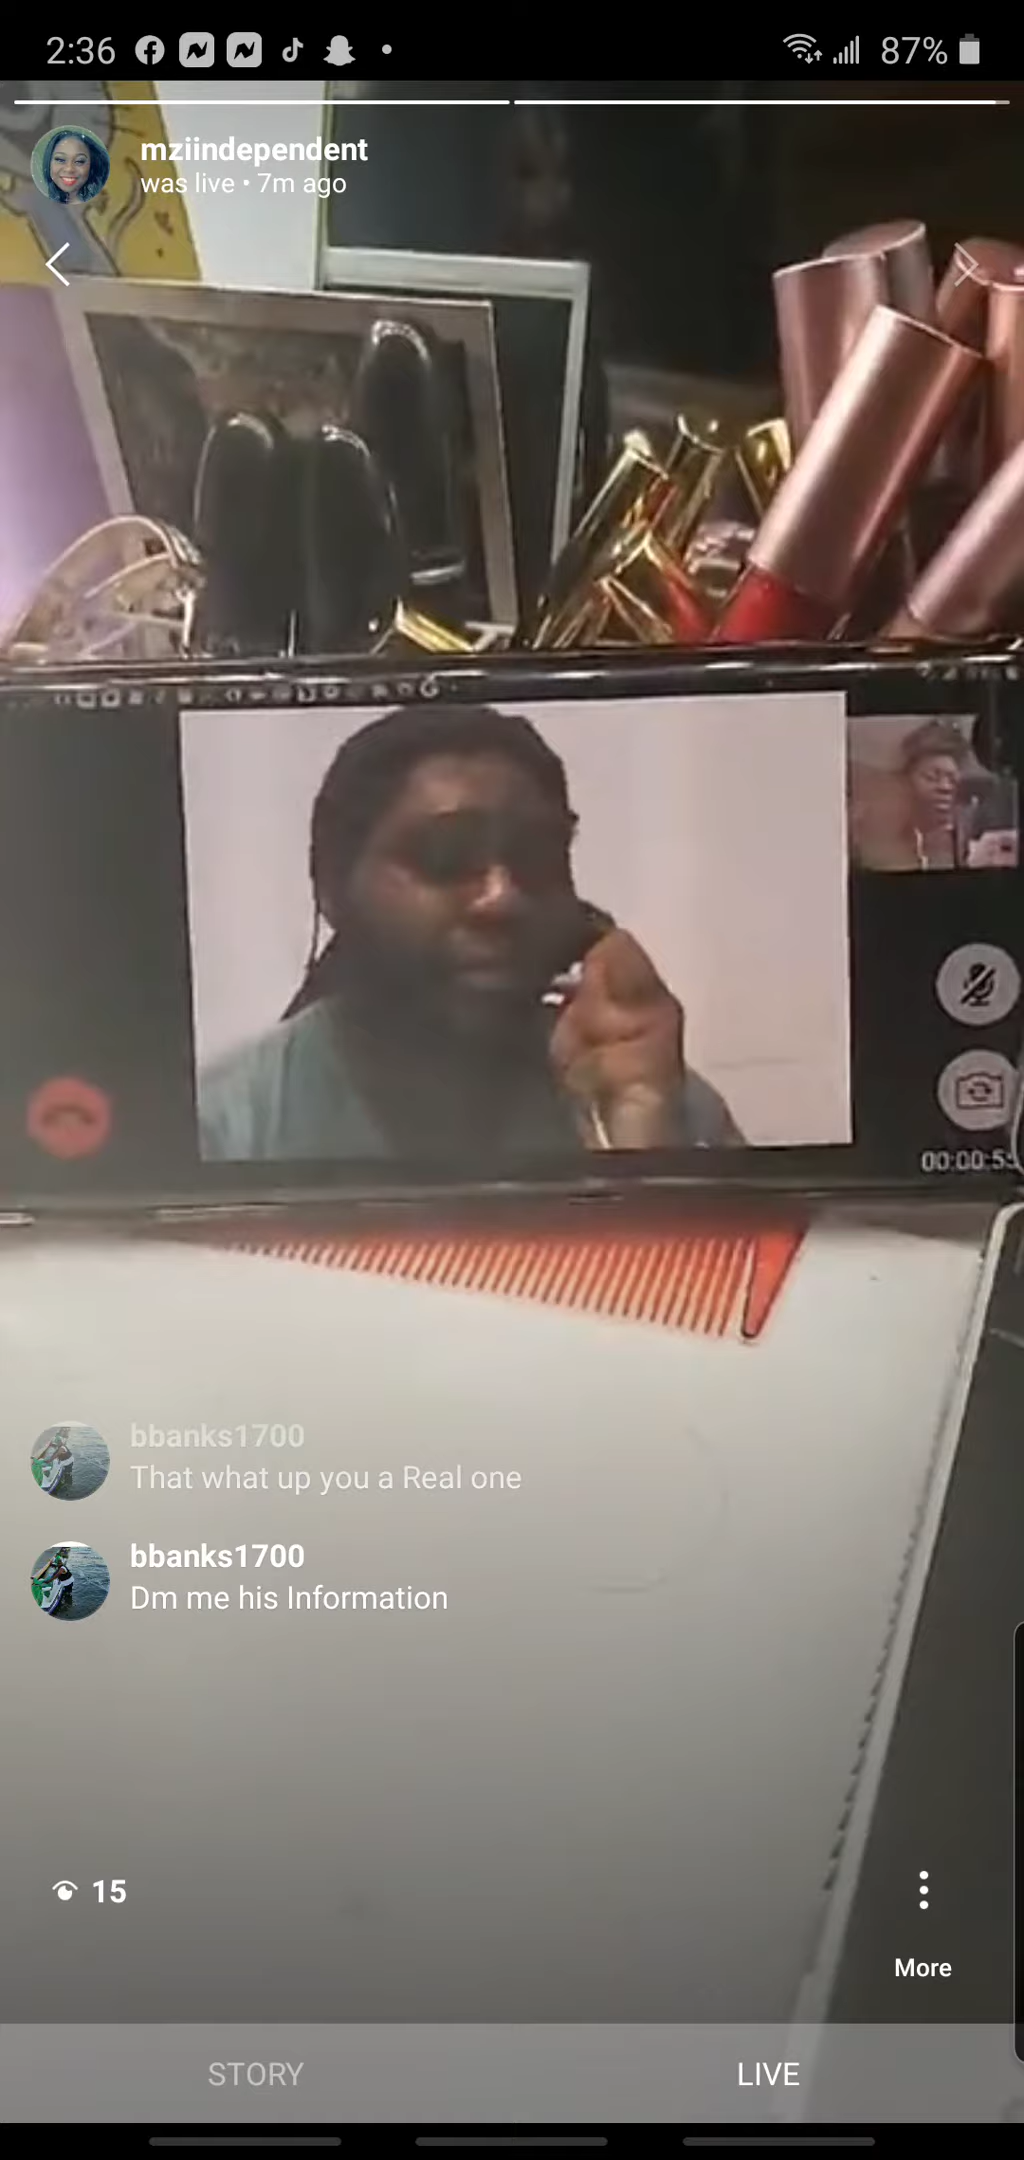 2:36
87%
mziindependent
was live • 7m ago
00:00:5
bbanks1700
That what up you a Real one
bbanks1700
Dm me his Information
15
More
STORY
LIVE